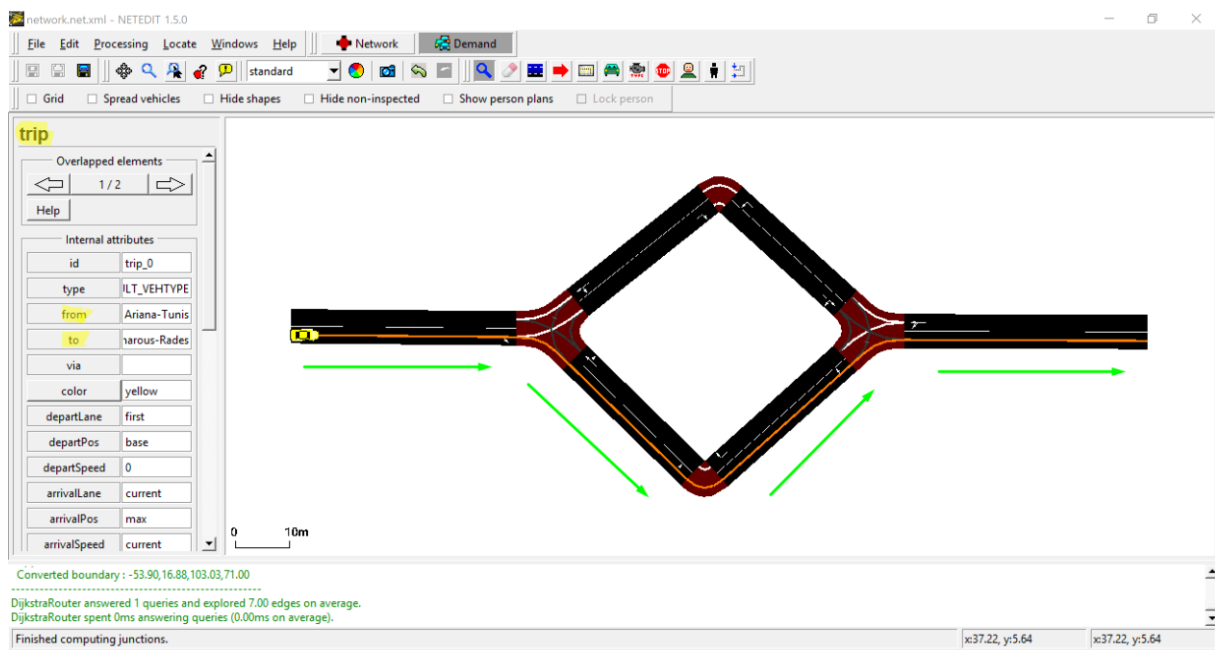 network.net.xml - NETEDIT 1.5.0
File Edit Processing Locate Windows Help Network Demand
standard
Grid Spread vehicles Hide shapes Hide non-inspected Show person plans Lock person
trip
Overlapped elements
1 / 2
Help
Internal attributes
id trip_0
type JLT_VEHTYPE
from Ariana-Tunis
to arous-Rades
via
color yellow
departLane first
departPos base
departSpeed 0
arrivalLane current
arrivalPos max
arrivalSpeed current
0 10m
Converted boundary : -53.90,16.88,103.03,71.00
-----------------------------------------------------
DijkstraRouter answered 1 queries and explored 7.00 edges on average.
DijkstraRouter spent 0ms answering queries (0.00ms on average).
Finished computing junctions. x:37.22, y:5.64 x:37.22, y:5.64